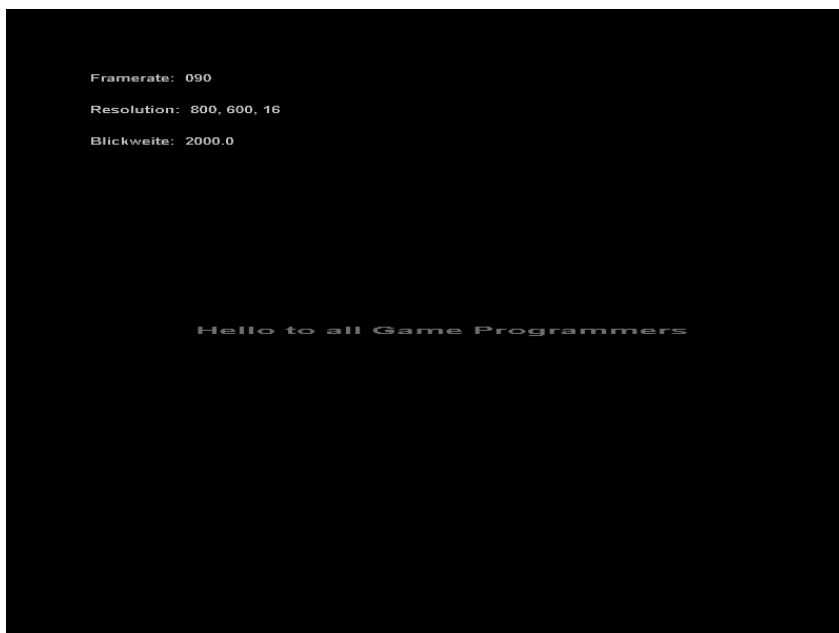 Framerate: 090
Resolution: 800, 600, 16
Blickweite: 2000.0
Hello to all Game Programmers